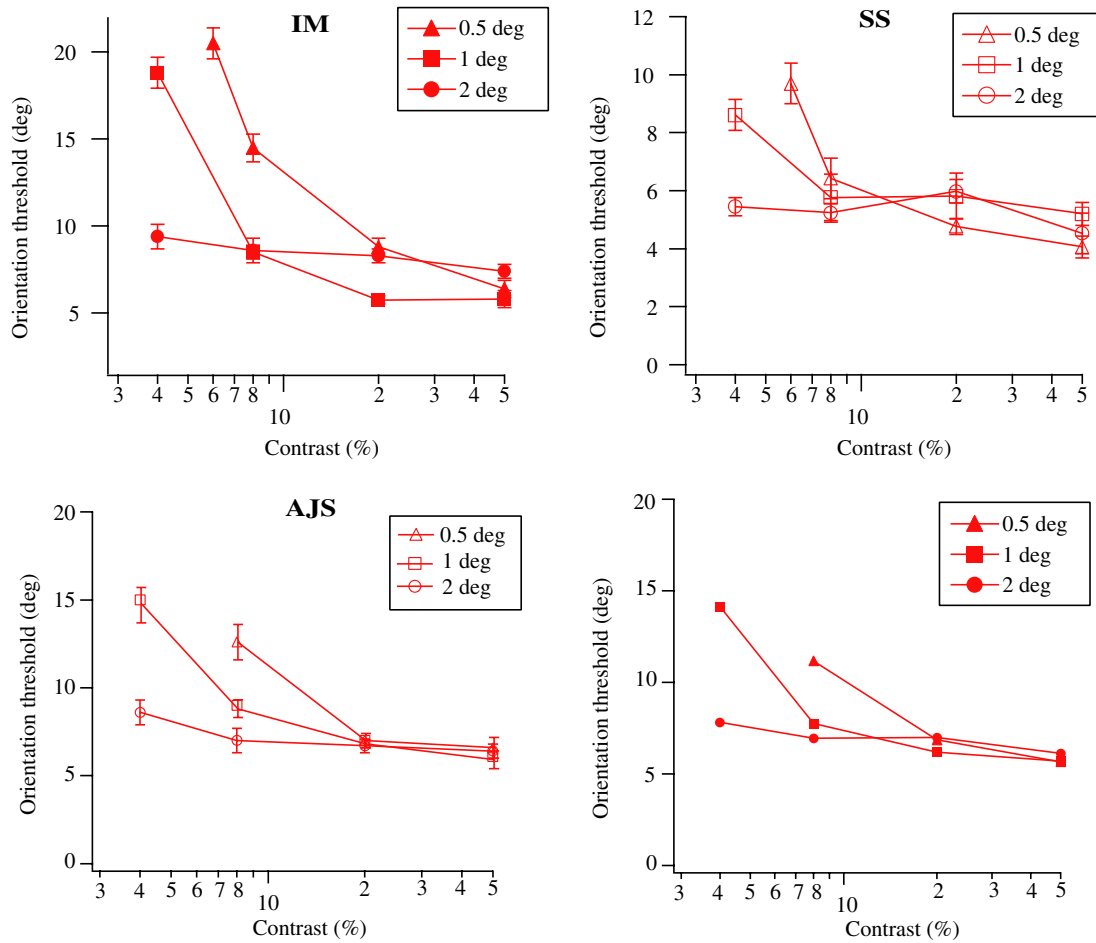 IM
0.5 deg
1 deg
2 deg
20
15
10
5
Orientation threshold (deg)
3 4 5 6 7 8 2 3 4 5
10
Contrast (%)
SS
0.5 deg
1 deg
2 deg
12
10
8
6
4
2
0
Orientation threshold (deg)
3 4 5 6 7 8 2 3 4 5
10
Contrast (%)
AJS
0.5 deg
1 deg
2 deg
20
15
10
5
0
Orientation threshold (deg)
3 4 5 6 7 8 2 3 4 5
10
Contrast (%)
0.5 deg
1 deg
2 deg
20
15
10
5
0
Orientation threshold (deg)
3 4 5 6 7 8 2 3 4 5
10
Contrast (%)